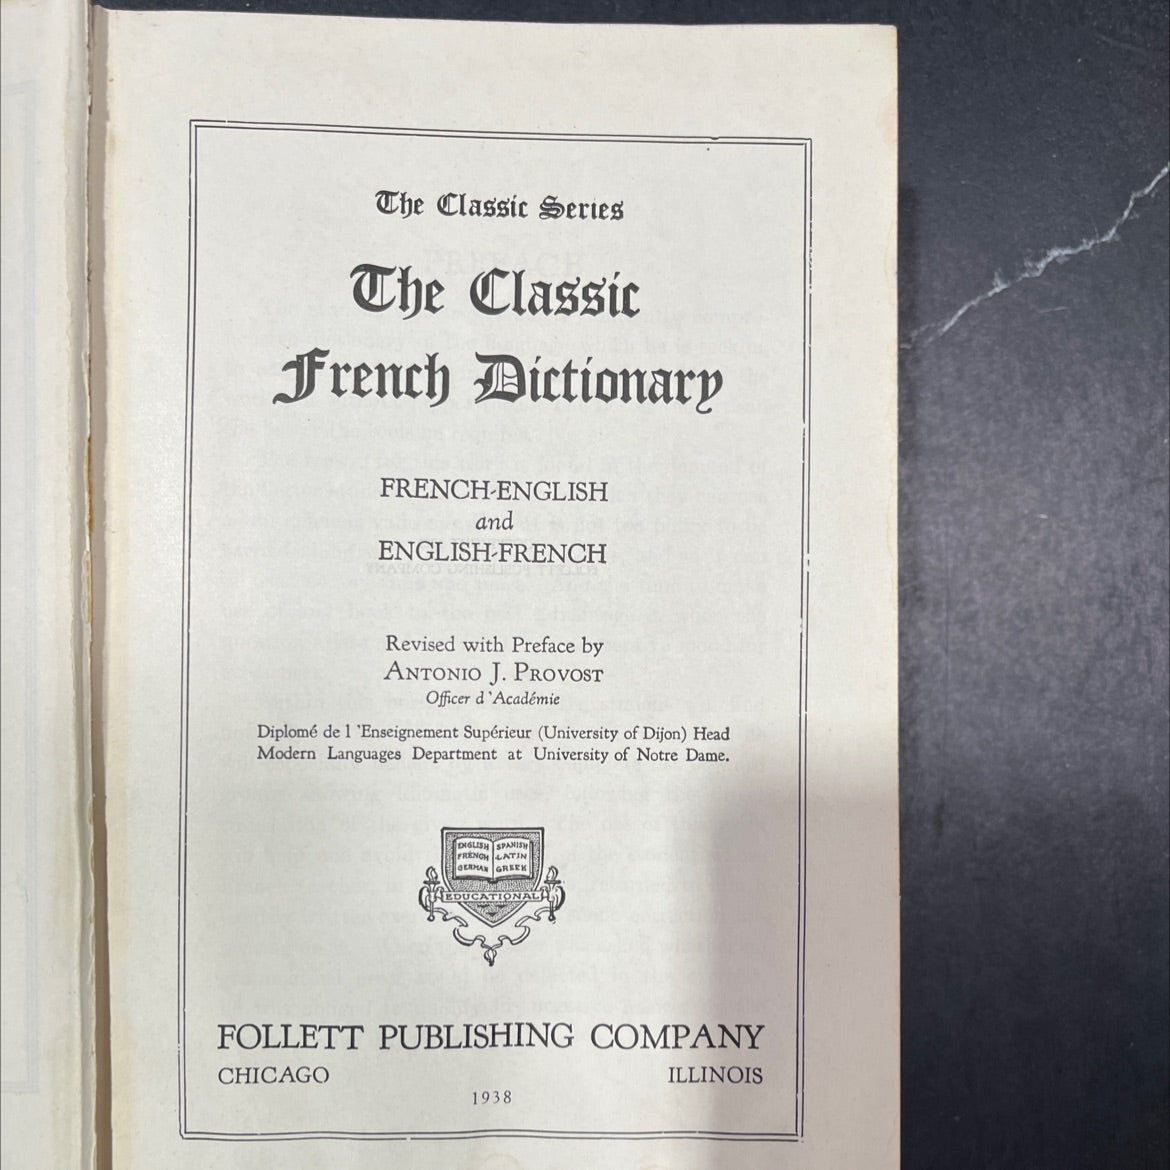 The Classic Series
The Classic
French Dictionary
FRENCH-ENGLISH
and
ENGLISH-FRENCH
Revised with Preface by
ANTONIO J. PROVOST
Officer d'Académie
Diplomé de l 'Enseignement Supérieur (University of Dijon) Head
Modern Languages Department at University of Notre Dame.
ENGLISH SPANISH
FRENCH LATIN
GERMAN GREEK
EDUCATIONAL
FOLLETT PUBLISHING COMPANY
CHICAGO ILLINOIS
1938